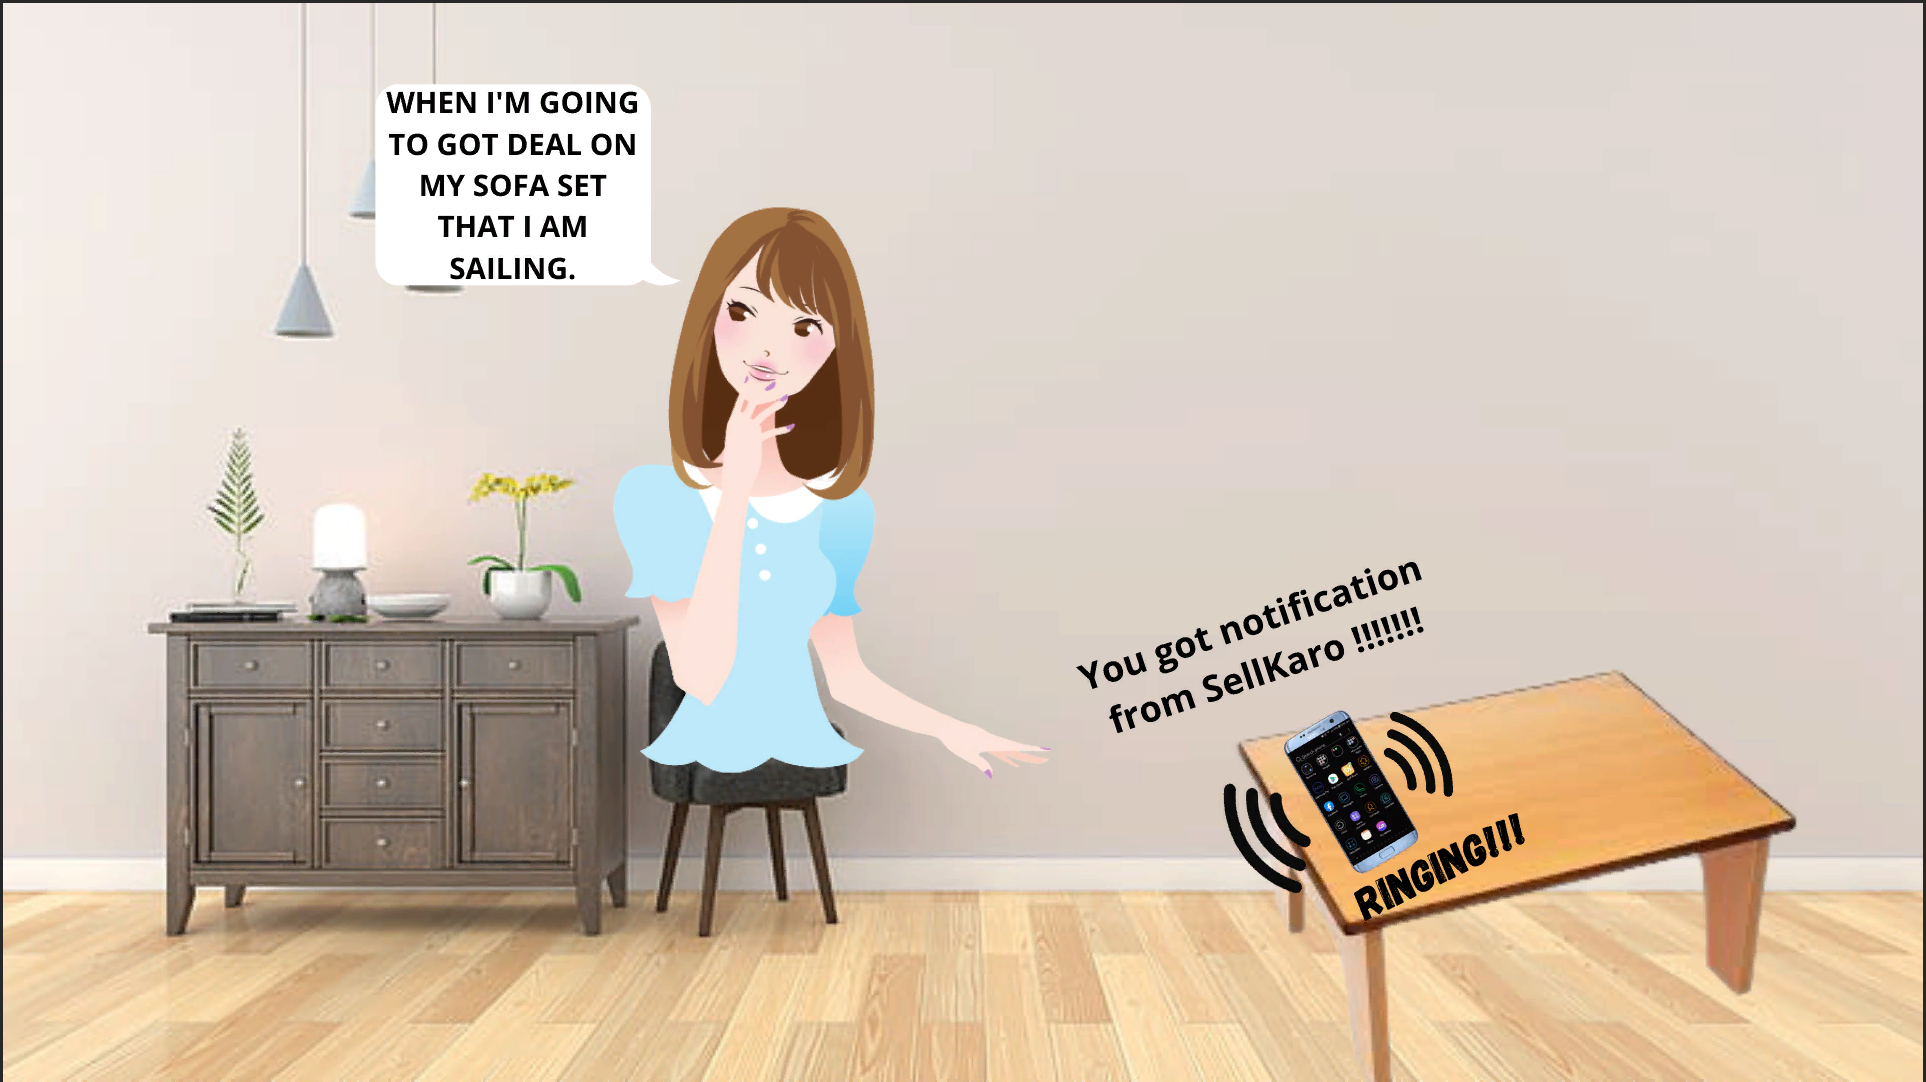 WHEN I'M GOING
TO GOT DEAL ON
MY SOFA SET
THAT I AM
SAILING.
You got notification
from SellKaro !!!!!!!
RINGING!!!